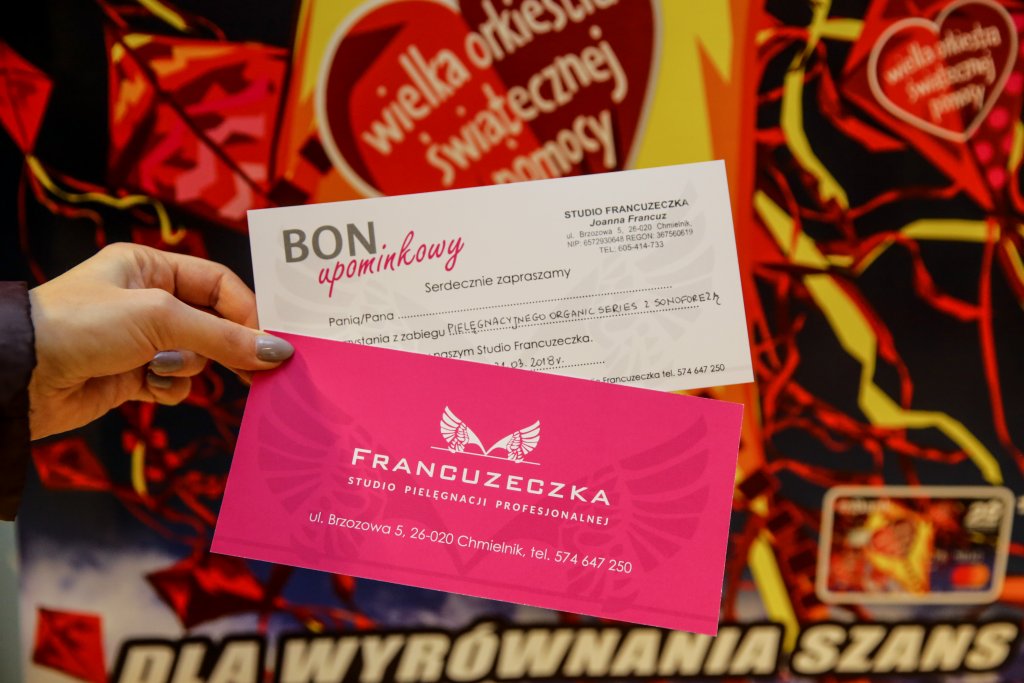 wielka orkiestra
świątecznej
pomocy
wielka orkiestra
świątecznej
pomocy
BON
upominkowy
STUDIO FRANCUZECZKA
Joanna Francuz
ul. Brzozowa 5, 26-020 Chmielnik,
NIP: 6572930648 REGON: 367560619
TEL. 605-414-733
Serdecznie zapraszamy
Panią/Pana
z zabiegu PIELĘGNACYJNEGO ORGANIC SERIES Z SONOFOREZĄ
naszym Studio Francuzeczka.
.03.2018r.
Francuzeczka tel. 574 647 250
FRANCUZECZKA
STUDIO PIELĘGNACJI PROFESJONALNEJ
ul. Brzozowa 5, 26-020 Chmielnik, tel. 574 647 250
DLA WYRÓWNANIA SZANS